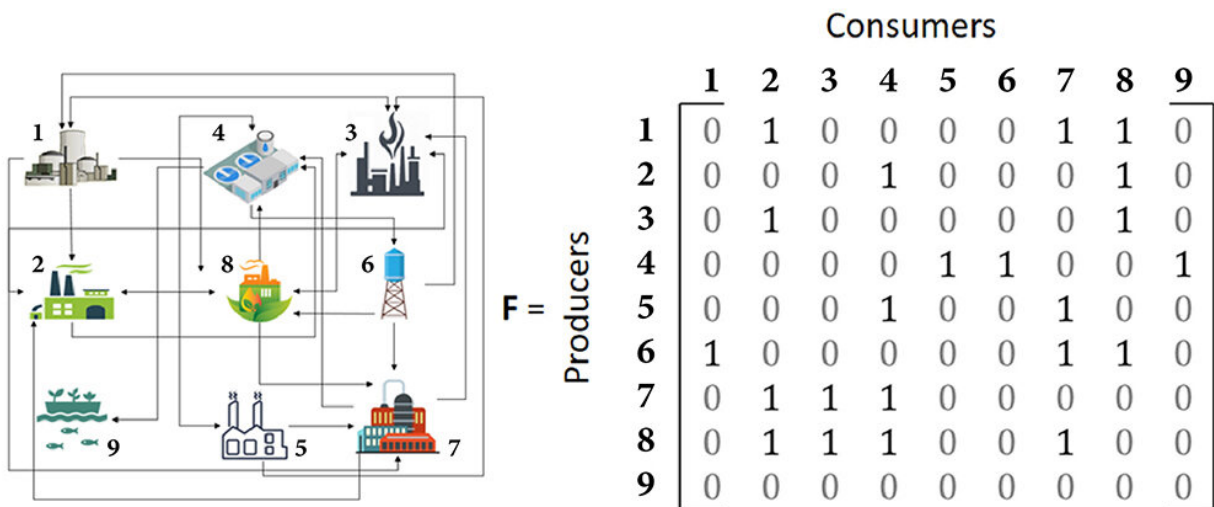 1
4
3
2
8
6
9
5
7
Consumers
1 2 3 4 5 6 7 8 9
F =
Producers
1 0 1 0 0 0 0 1 1 0
2 0 0 0 1 0 0 0 1 0
3 0 1 0 0 0 0 0 1 0
4 0 0 0 0 1 1 0 0 1
5 0 0 0 1 0 0 1 0 0
6 1 0 0 0 0 0 1 1 0
7 0 1 1 1 0 0 0 0 0
8 0 1 1 1 0 0 1 0 0
9 0 0 0 0 0 0 0 0 0